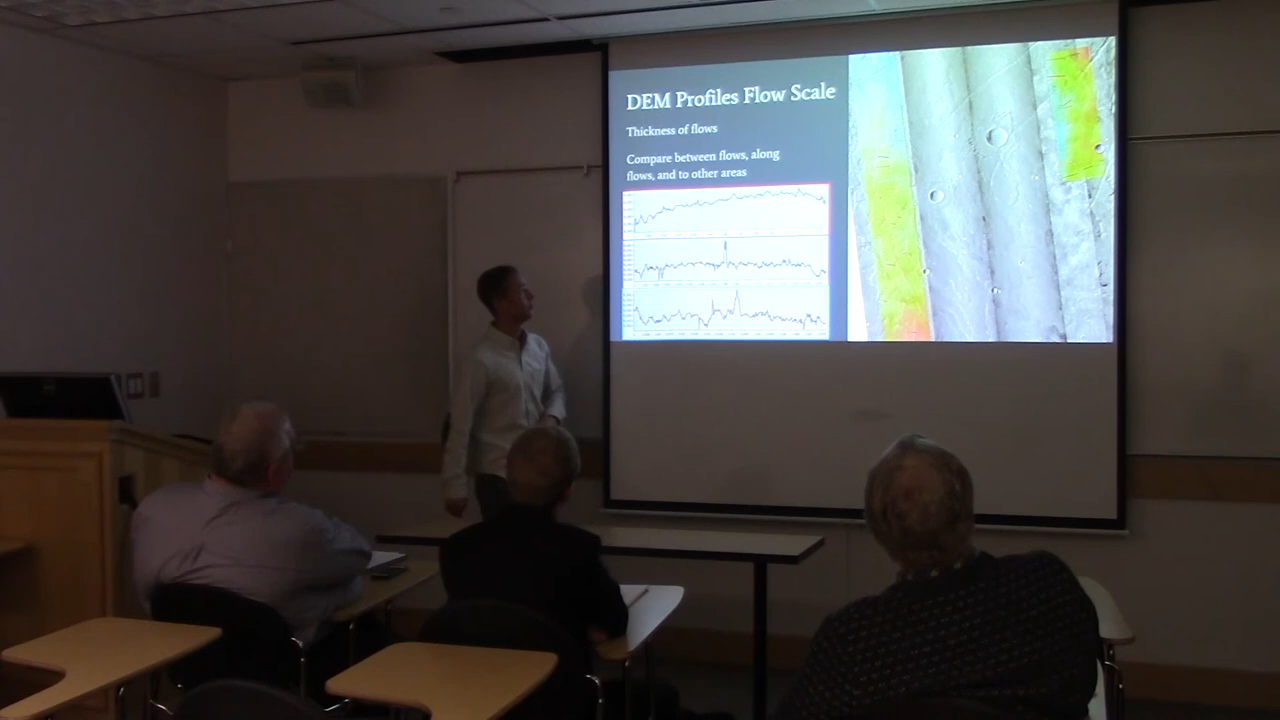 DEM Profiles Flow Scale
Thickness of flows
Compare between flows, along
flows, and to other areas